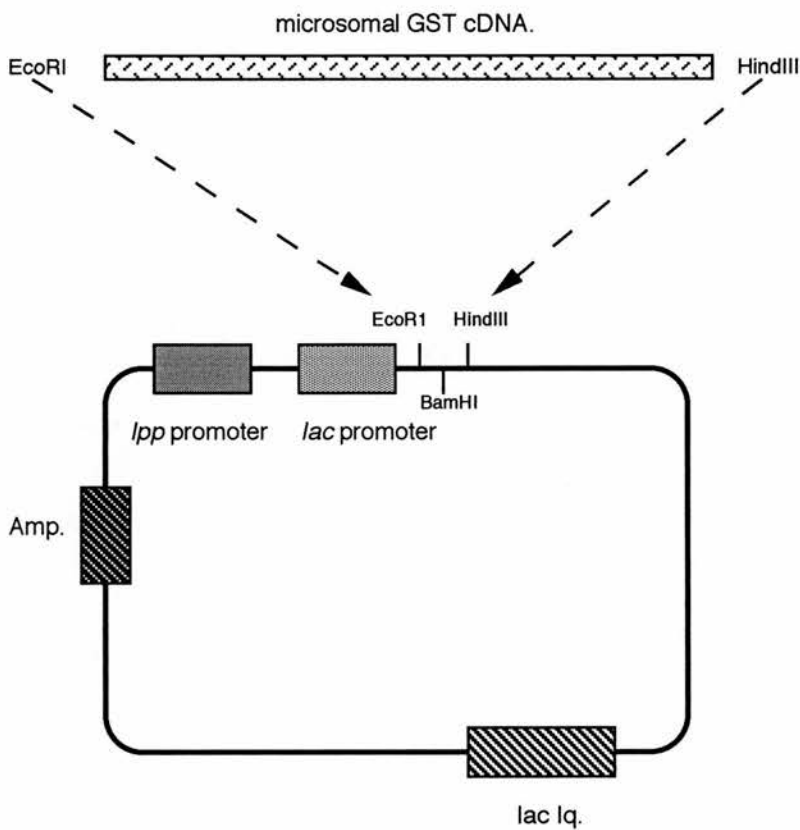 microsomal GST cDNA.
EcoRI
HindIII
EcoR1
HindIII
BamHI
lpp promoter
lac promoter
Amp.
lac Iq.